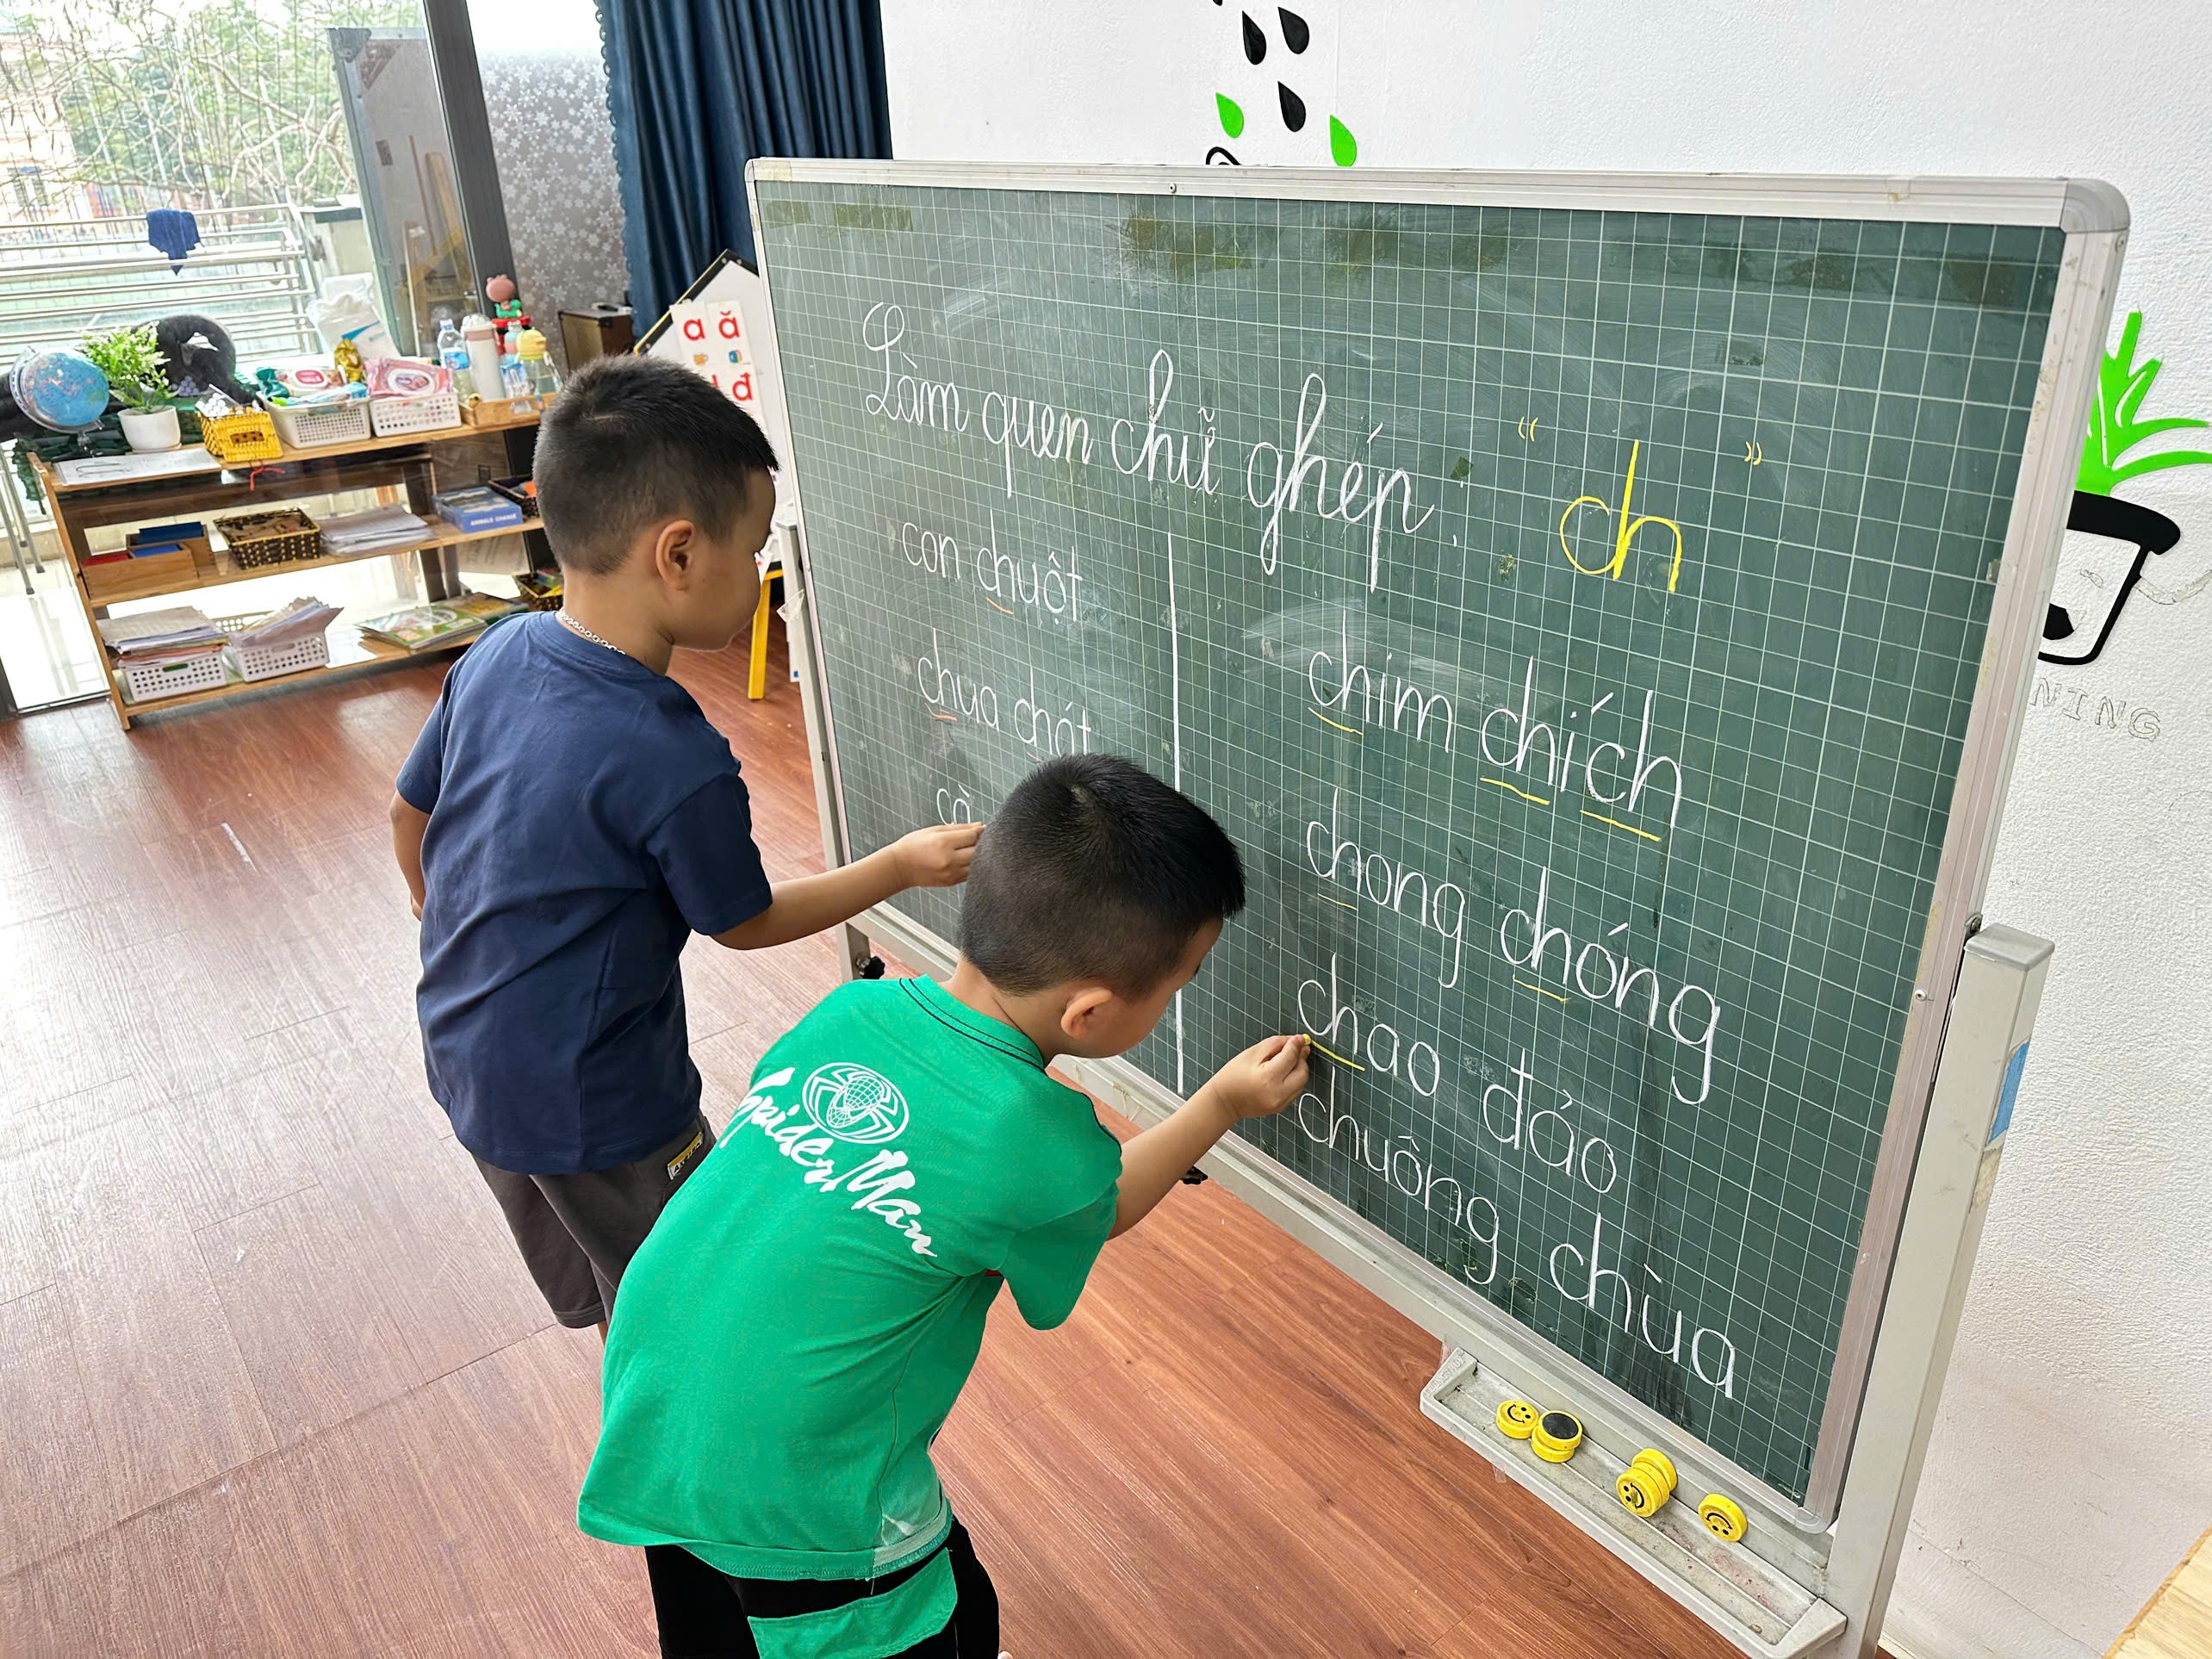 Làm quen chữ ghép: "ch"
con chuột
chua chát
cà
chim chích
chong chóng
chao đảo
chuông chùa
a ă
đ
Spider Man
ANIMALS
NING